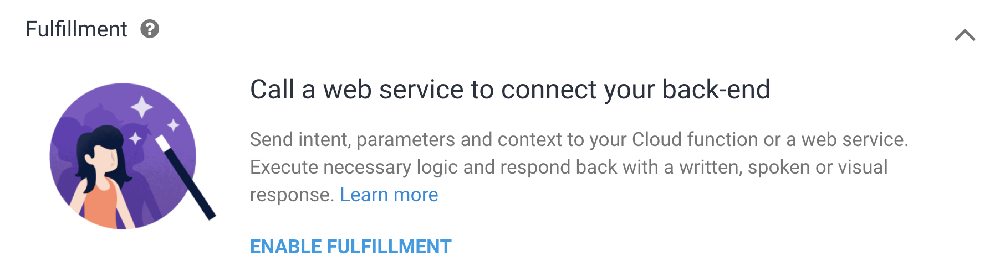 Fulfillment ?
Call a web service to connect your back-end
Send intent, parameters and context to your Cloud function or a web service.
Execute necessary logic and respond back with a written, spoken or visual
response. Learn more
ENABLE FULFILLMENT